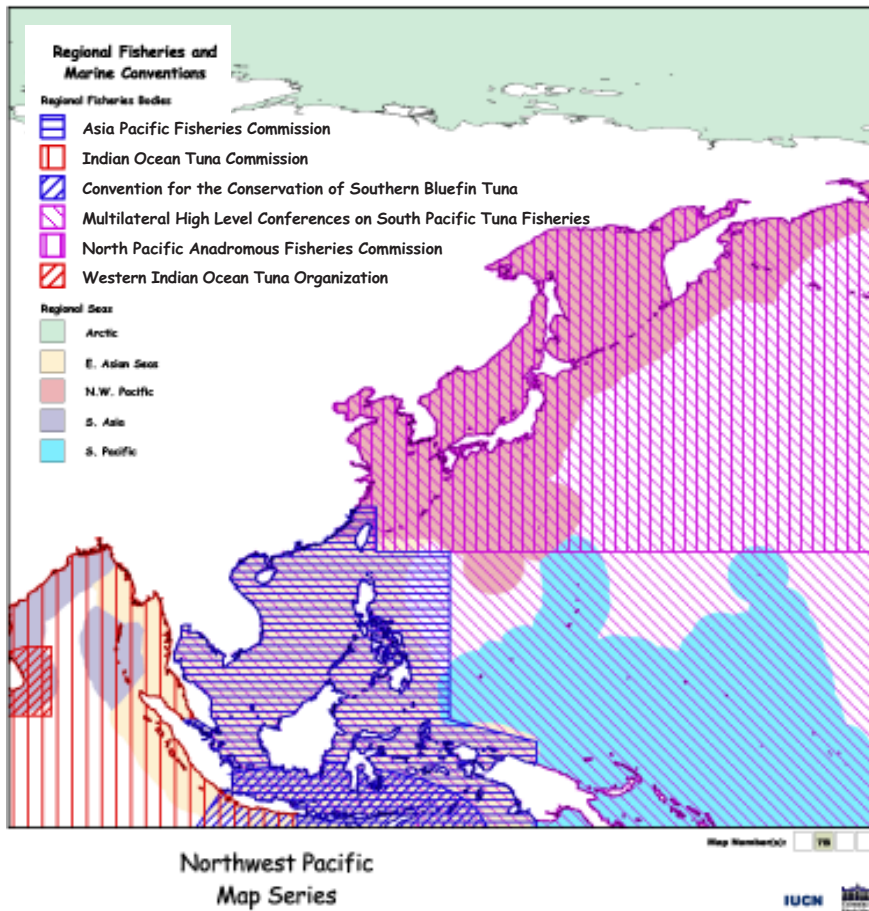 Regional Fisheries and
Marine Conventions
Regional Fisheries Bodies
Asia Pacific Fisheries Commission
Indian Ocean Tuna Commission
Convention for the Conservation of Southern Bluefin Tuna
Multilateral High Level Conferences on South Pacific Tuna Fisheries
North Pacific Anadromous Fisheries Commission
Western Indian Ocean Tuna Organization
Regional Seas
Arctic
E. Asian Seas
N.W. Pacific
S. Asia
S. Pacific
Map Number(s):
Northwest Pacific
Map Series
IUCN